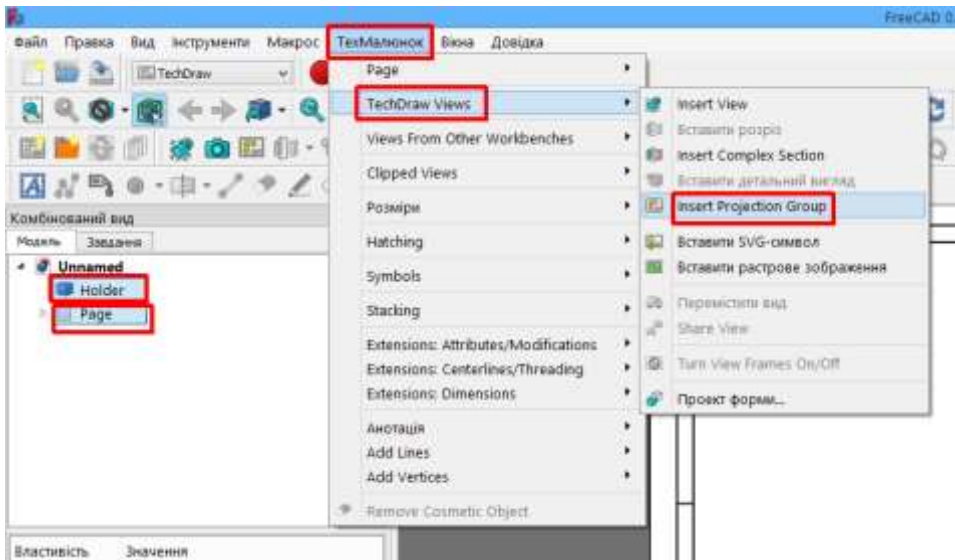 FreeCAD 0.
Файл Правка Вид Інструменти Макрос ТехМалюнок Вікна Довідка
TechDraw
Page
TechDraw Views
Views From Other Workbenches
Clipped Views
Розміри
Hatching
Symbols
Stacking
Extensions: Attributes/Modifications
Extensions: Centerlines/Threading
Extensions: Dimensions
Анотація
Add Lines
Add Vertices
Remove Cosmetic Object
Insert View
Вставити розріз
Insert Complex Section
Вставити детальний вигляд
Insert Projection Group
Вставити SVG-символ
Вставити растрове зображення
Перемістити вид
Share View
Turn View Frames On/Off
Проект форми...
Комбінований вид
Модель Завдання
Unnamed
Holder
Page
Властивість Значення